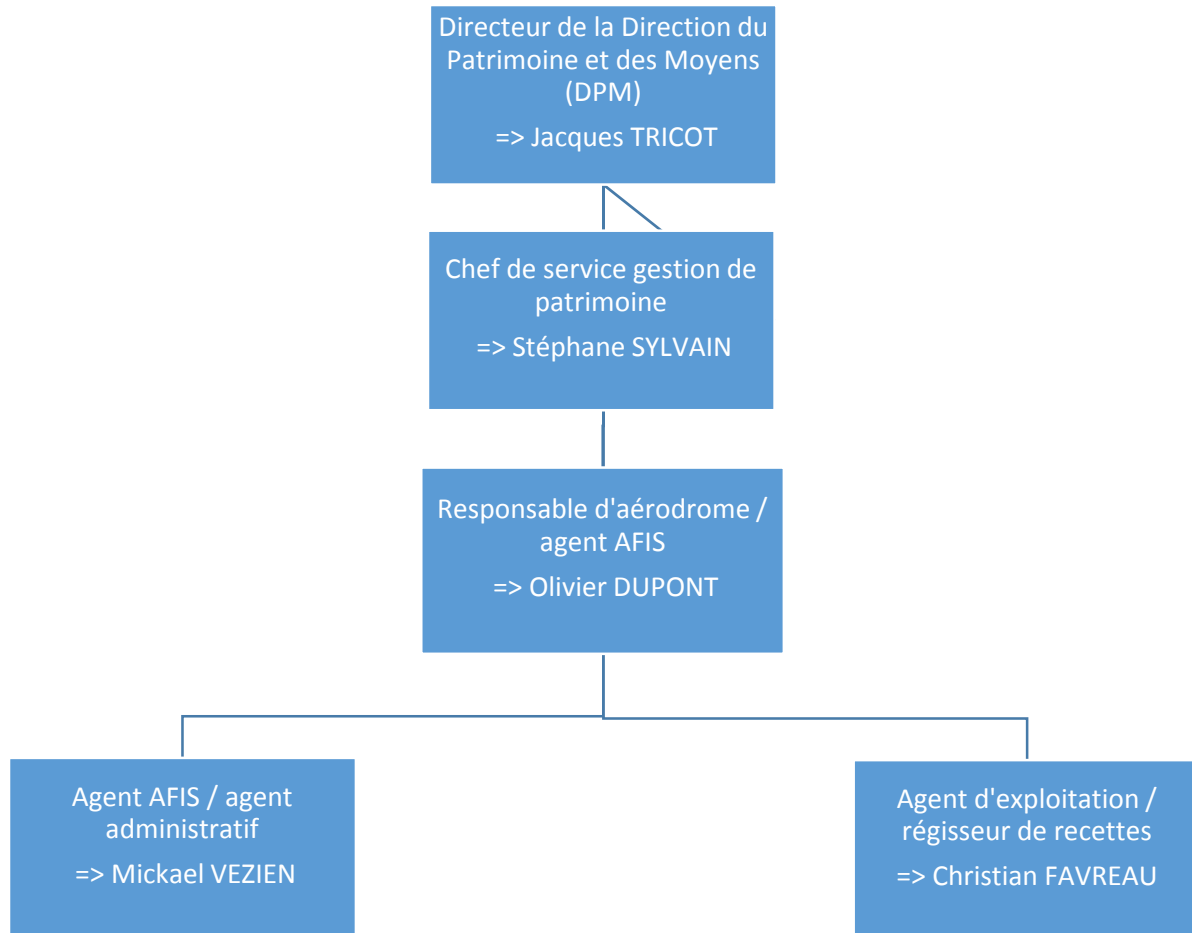 Directeur de la Direction du
Patrimoine et des Moyens
(DPM)
=> Jacques TRICOT
Chef de service gestion de
patrimoine
=> Stéphane SYLVAIN
Responsable d'aérodrome /
agent AFIS
=> Olivier DUPONT
Agent AFIS / agent
administratif
=> Mickael VEZIEN
Agent d'exploitation /
régisseur de recettes
=> Christian FAVREAU